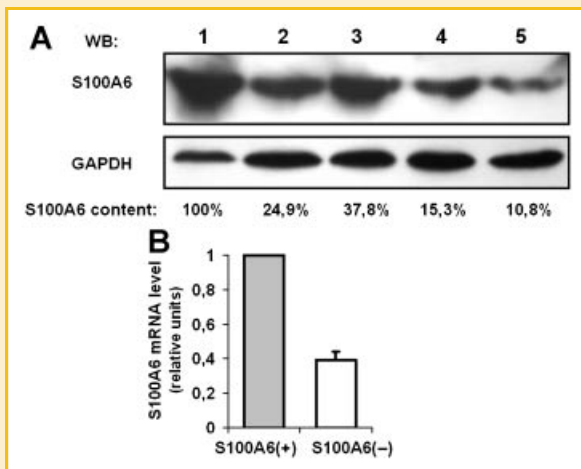 A WB: 1 2 3 4 5
S100A6
GAPDH
S100A6 content: 100% 24,9% 37,8% 15,3% 10,8%
B
S100A6 mRNA level
(relative units)
1
0,8
0,6
0,4
0,2
0
S100A6(+) S100A6(–)